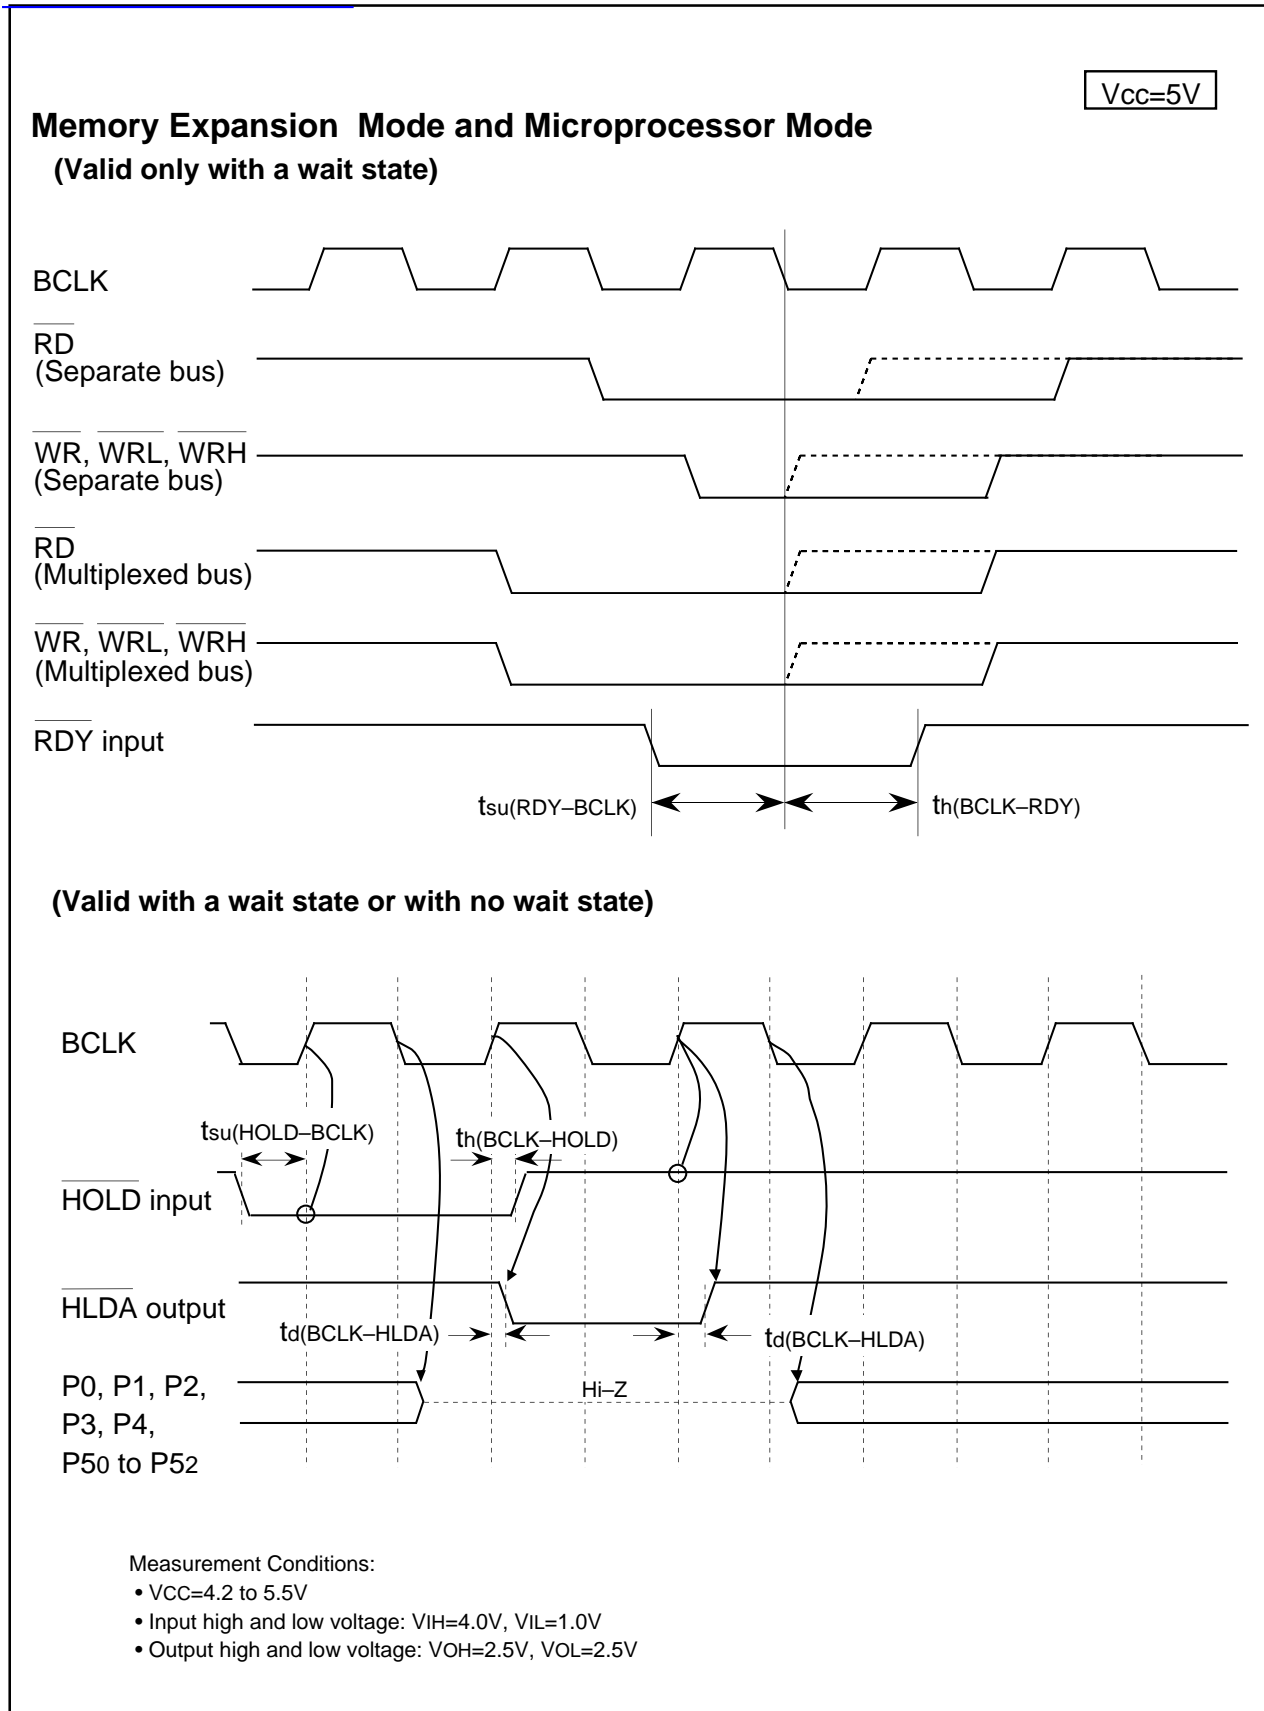 Vcc=5V
Memory Expansion Mode and Microprocessor Mode
(Valid only with a wait state)
BCLK
RD
(Separate bus)
WR, WRL, WRH
(Separate bus)
RD
(Multiplexed bus)
WR, WRL, WRH
(Multiplexed bus)
RDY input
tsu(RDY–BCLK)
th(BCLK–RDY)
(Valid with a wait state or with no wait state)
BCLK
tsu(HOLD–BCLK)
th(BCLK–HOLD)
HOLD input
HLDA output
td(BCLK–HLDA)
td(BCLK–HLDA)
P0, P1, P2,
P3, P4,
P50 to P52
Hi–Z
Measurement Conditions:
• VCC=4.2 to 5.5V
• Input high and low voltage: VIH=4.0V, VIL=1.0V
• Output high and low voltage: VOH=2.5V, VOL=2.5V